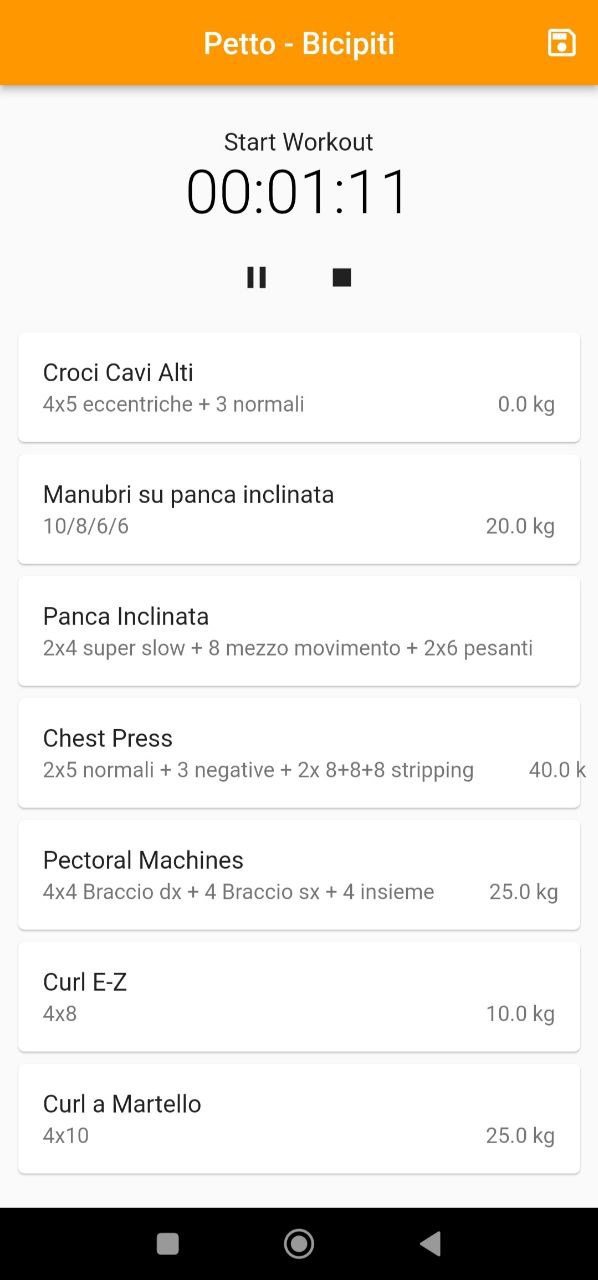 Petto - Bicipiti
Start Workout
00:01:11
Croci Cavi Alti
4x5 eccentriche + 3 normali 0.0 kg
Manubri su panca inclinata
10/8/6/6 20.0 kg
Panca Inclinata
2x4 super slow + 8 mezzo movimento + 2x6 pesanti
Chest Press
2x5 normali + 3 negative + 2x 8+8+8 stripping 40.0 k
Pectoral Machines
4x4 Braccio dx + 4 Braccio sx + 4 insieme 25.0 kg
Curl E-Z
4x8 10.0 kg
Curl a Martello
4x10 25.0 kg